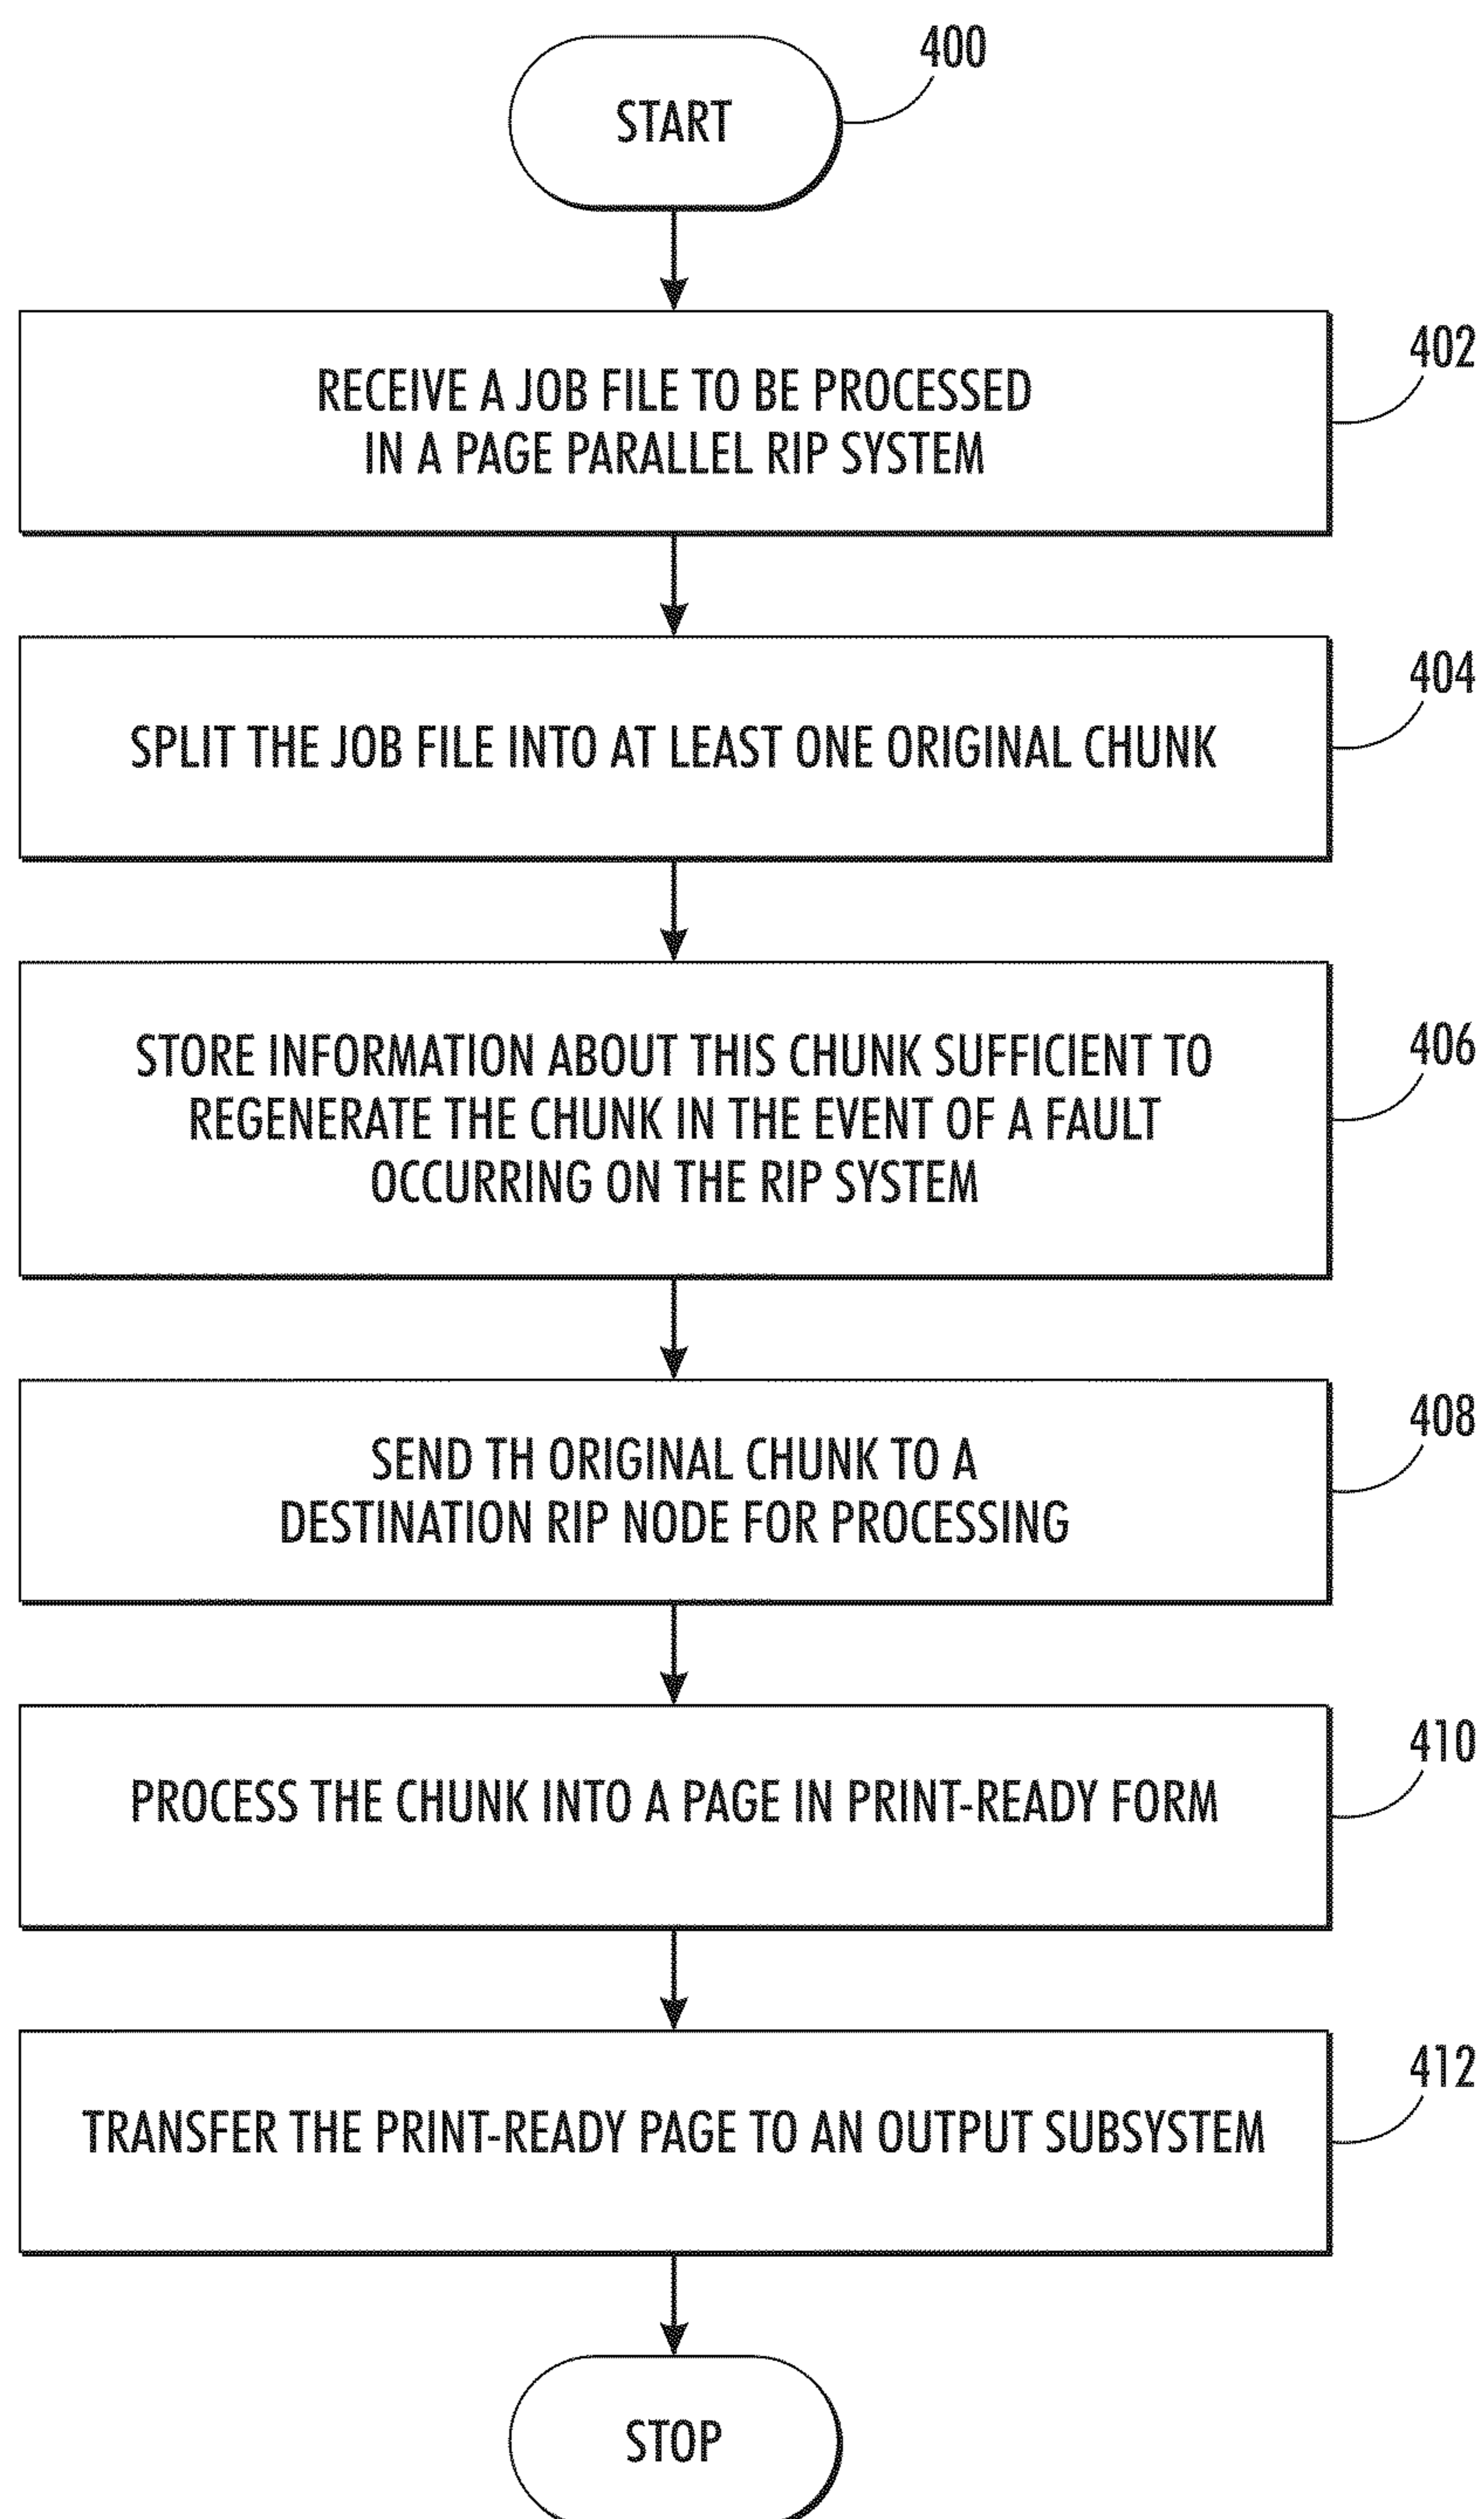 400
START
402
RECEIVE A JOB FILE TO BE PROCESSED
IN A PAGE PARALLEL RIP SYSTEM
404
SPLIT THE JOB FILE INTO AT LEAST ONE ORIGINAL CHUNK
406
STORE INFORMATION ABOUT THIS CHUNK SUFFICIENT TO
REGENERATE THE CHUNK IN THE EVENT OF A FAULT
OCCURRING ON THE RIP SYSTEM
408
SEND TH ORIGINAL CHUNK TO A
DESTINATION RIP NODE FOR PROCESSING
410
PROCESS THE CHUNK INTO A PAGE IN PRINT-READY FORM
412
TRANSFER THE PRINT-READY PAGE TO AN OUTPUT SUBSYSTEM
STOP